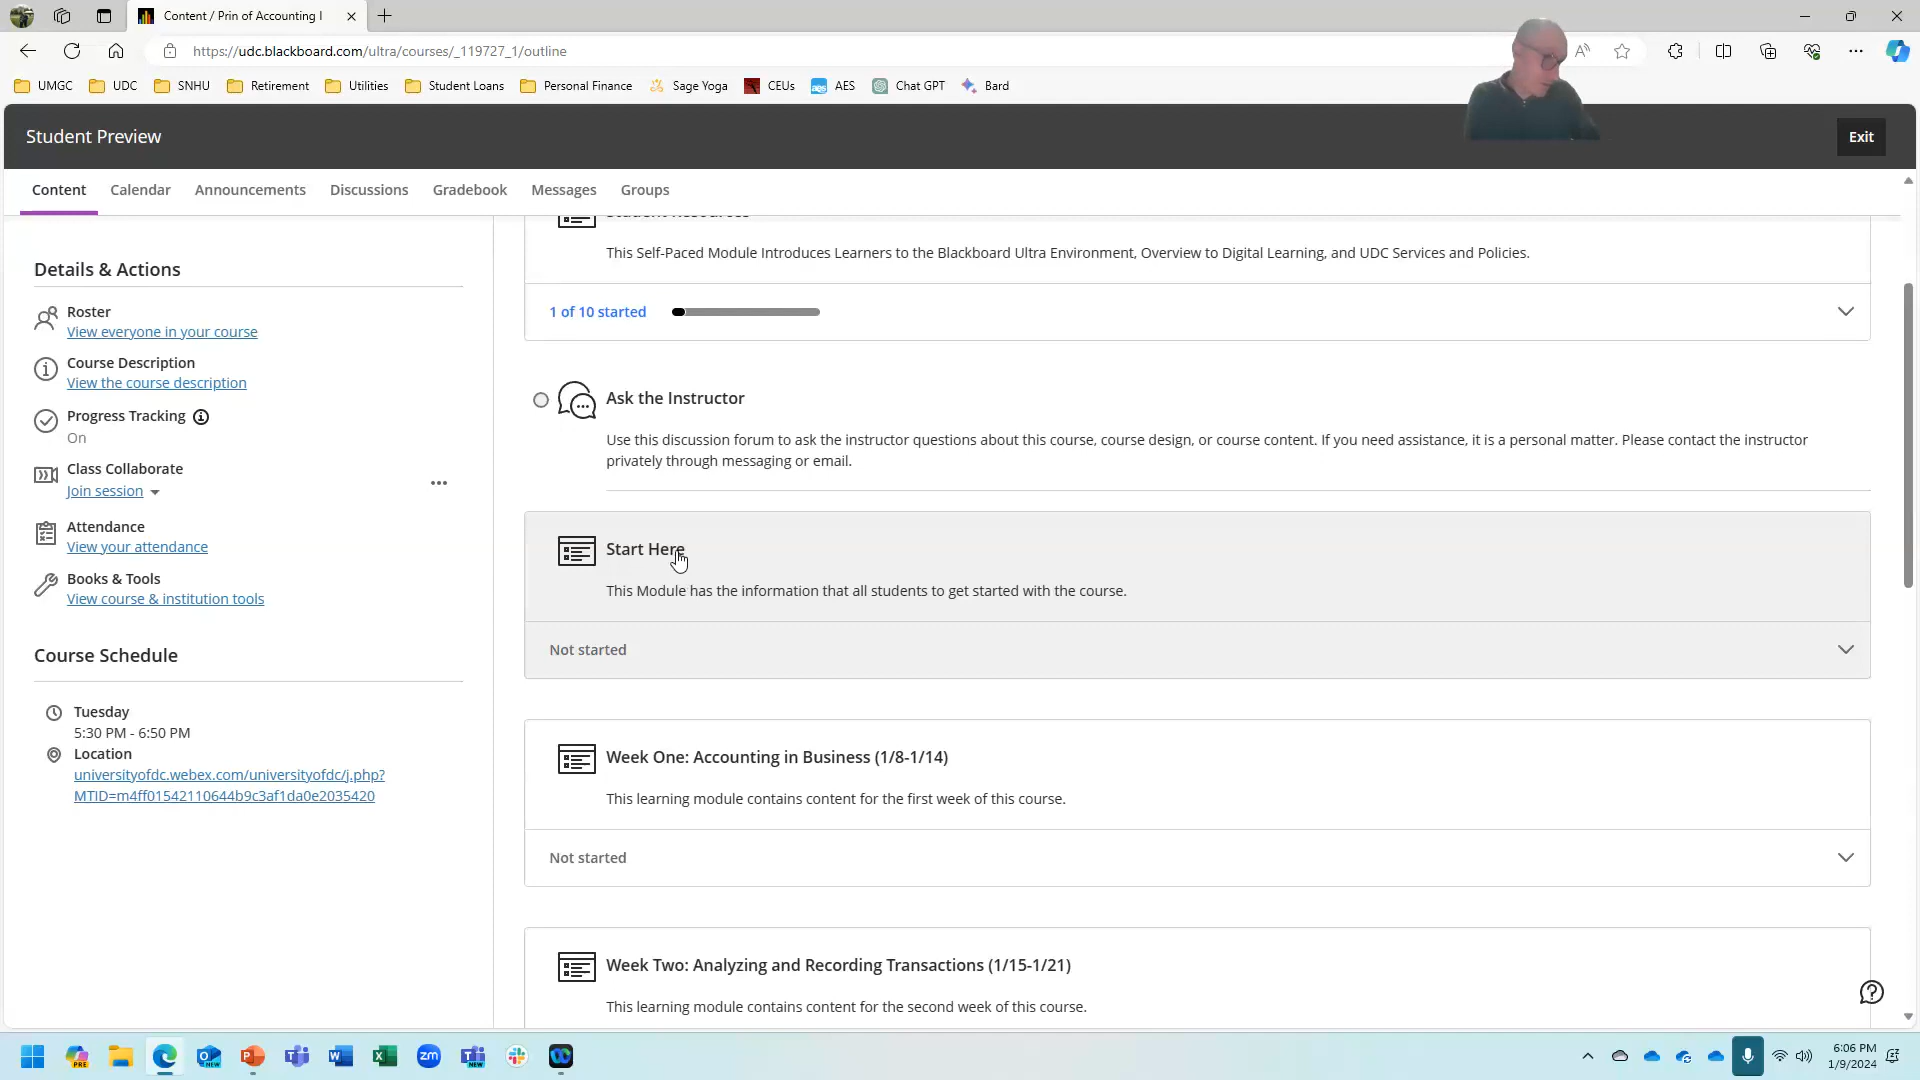 Content / Prin of Accounting I
https://udc.blackboard.com/ultra/courses/_119727_1/outline
UMGC UDC SNHU Retirement Utilities Student Loans Personal Finance Sage Yoga CEUs AES Chat GPT Bard
Student Preview
Exit
Content Calendar Announcements Discussions Gradebook Messages Groups
Details & Actions
Roster
View everyone in your course
Course Description
View the course description
Progress Tracking
On
Class Collaborate
Join session
Attendance
View your attendance
Books & Tools
View course & institution tools
Course Schedule
Tuesday
5:30 PM - 6:50 PM
Location
universityofdc.webex.com/universityofdc/j.php?
MTID=m4ff01542110644b9c3af1da0e2035420
Student Resources
This Self-Paced Module Introduces Learners to the Blackboard Ultra Environment, Overview to Digital Learning, and UDC Services and Policies.
1 of 10 started
Ask the Instructor
Use this discussion forum to ask the instructor questions about this course, course design, or course content. If you need assistance, it is a personal matter. Please contact the instructor
privately through messaging or email.
Start Here
This Module has the information that all students to get started with the course.
Not started
Week One: Accounting in Business (1/8-1/14)
This learning module contains content for the first week of this course.
Not started
Week Two: Analyzing and Recording Transactions (1/15-1/21)
This learning module contains content for the second week of this course.
6:06 PM
1/9/2024